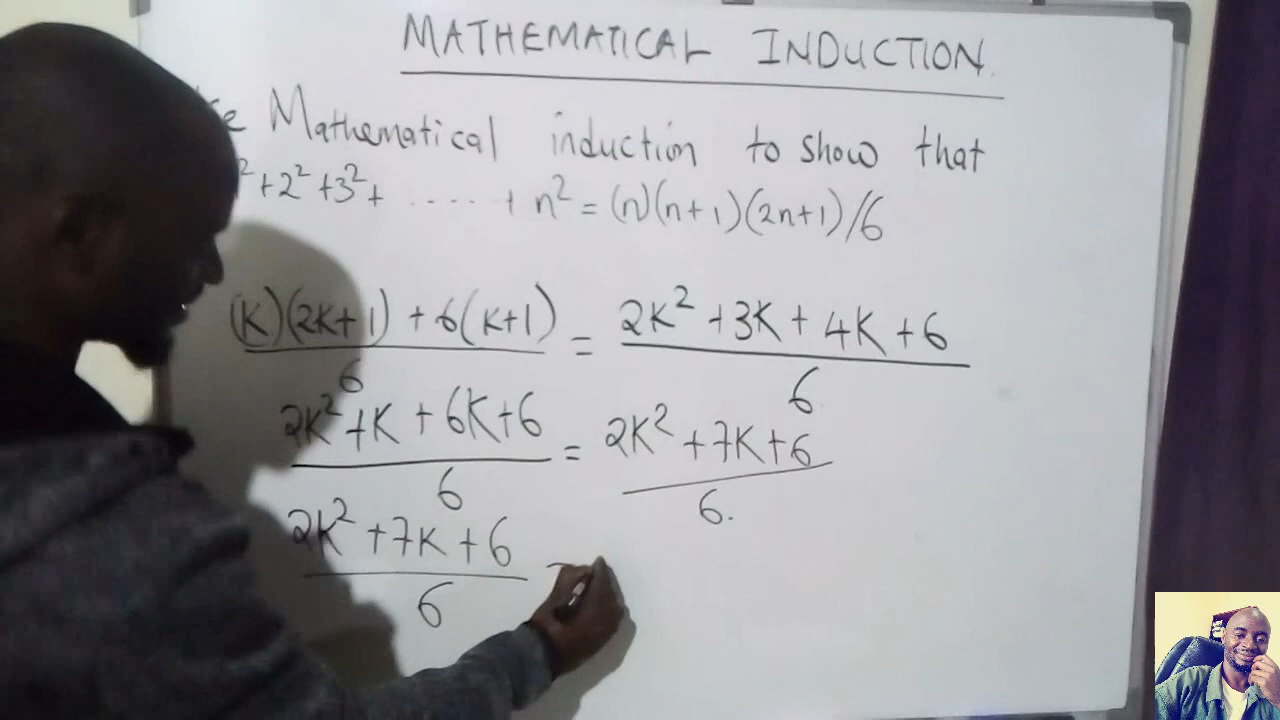 MATHEMATICAL INDUCTION.
Mathematical induction to show that
² + 2² + 3² + ..... + n² = (n)(n+1)(2n+1)/6
(K)(2K+1) + 6(K+1) / 6 = 2K² + 3K + 4K + 6 / 6
2K² + K + 6K + 6 / 6 = 2K² + 7K + 6 / 6.
2K² + 7K + 6 / 6